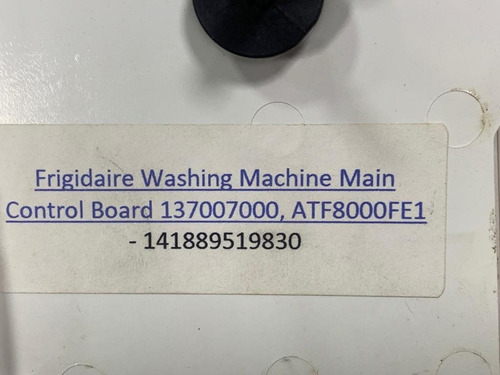 Frigidaire Washing Machine Main
Control Board 137007000, ATF8000FE1
- 141889519830